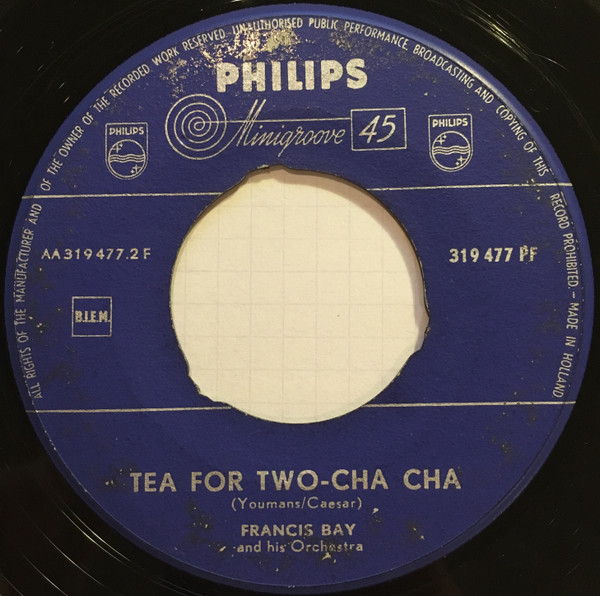 ALL RIGHTS OF THE MANUFACTURER AND OF THE OWNER OF THE RECORDED WORK RESERVED UNAUTHORISED PUBLIC PERFORMANCE BROADCASTING AND COPYING OF THIS RECORD PROHIBITED. - MADE IN HOLLAND
PHILIPS
Minigroove 45
PHILIPS
PHILIPS
AA 319 477.2 F
319 477 PF
B.I.E.M.
TEA FOR TWO-CHA CHA
(Youmans/Caesar)
FRANCIS BAY
and his Orchestra